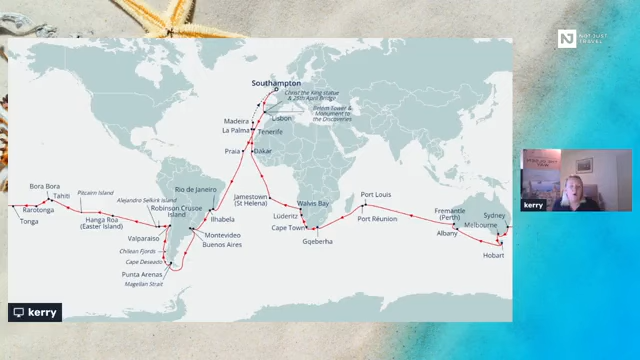 NOT JUST
TRAVEL
Southampton
Christ the King statue
& 25th April Bridge
Belém Tower &
Monument to
the Discoveries
Lisbon
Madeira
La Palma
Tenerife
Praia
Dakar
Bora Bora
Tahiti
Pitcairn Island
Rarotonga
Tonga
Hanga Roa
(Easter Island)
Alejandro Selkirk Island
Robinson Crusoe
Island
Rio de Janeiro
Ilhabela
Valparaiso
Montevideo
Buenos Aires
Chilean Fjords
Cape Deseado
Punta Arenas
Magellan Strait
Jamestown
(St Helena)
Walvis Bay
Lüderitz
Cape Town
Gqeberha
Port Louis
Port Réunion
Fremantle
(Perth)
Albany
Sydney
Melbourne
Hobart
kerry
kerry